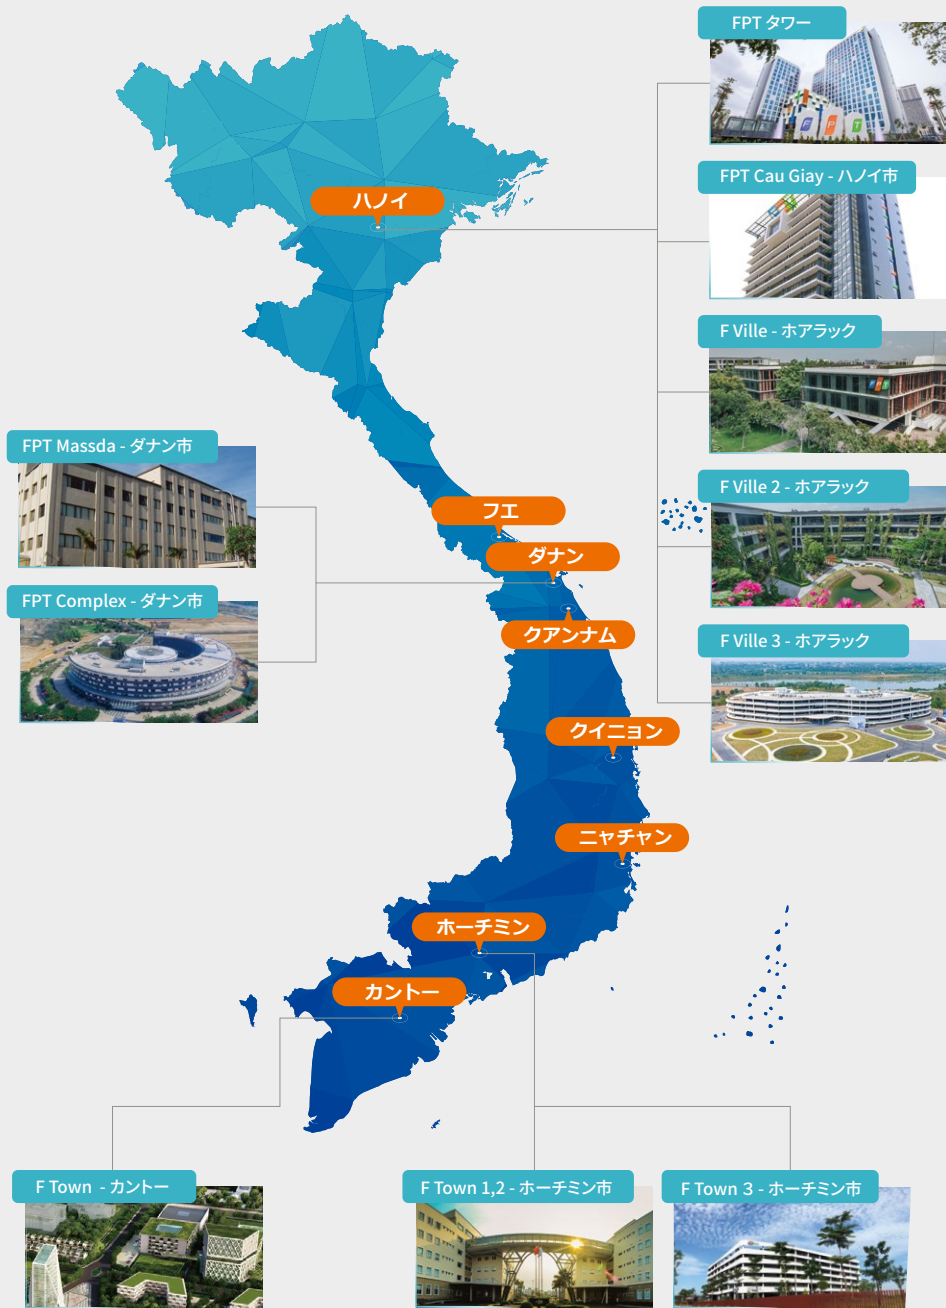 FPT タワー
FPT Cau Giay - ハノイ市
ハノイ
F Ville - ホアラック
FPT Massda - ダナン市
F Ville 2 - ホアラック
フエ
ダナン
FPT Complex - ダナン市
クアンナム
F Ville 3 - ホアラック
クイニョン
ニャチャン
ホーチミン
カントー
F Town - カントー
F Town 1,2 - ホーチミン市
F Town 3 - ホーチミン市
F P T